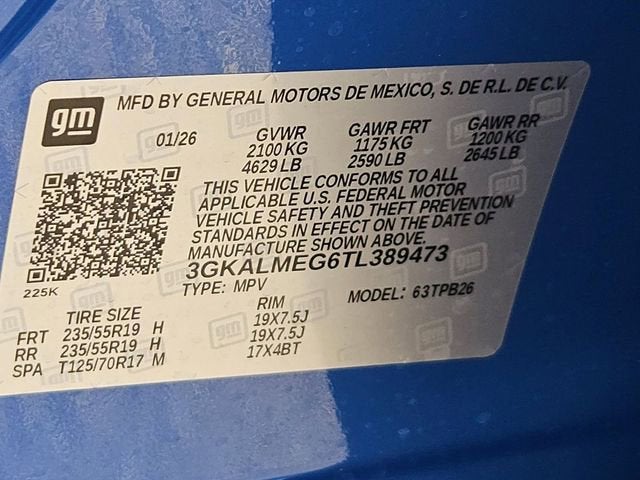 gm
MFD BY GENERAL MOTORS DE MEXICO, S. DE R.L. DE C.V.
01/26 GVWR GAWR FRT GAWR RR
2100 KG 1175 KG 1200 KG
4629 LB 2590 LB 2645 LB
THIS VEHICLE CONFORMS TO ALL
APPLICABLE U.S. FEDERAL MOTOR
VEHICLE SAFETY AND THEFT PREVENTION
STANDARDS IN EFFECT ON THE DATE OF
MANUFACTURE SHOWN ABOVE.
3GKALMEG6TL389473
225K
TYPE: MPV MODEL: 63TPB26
TIRE SIZE RIM
FRT 235/55R19 H 19X7.5J
RR 235/55R19 H 19X7.5J
SPA T125/70R17 M 17X4BT